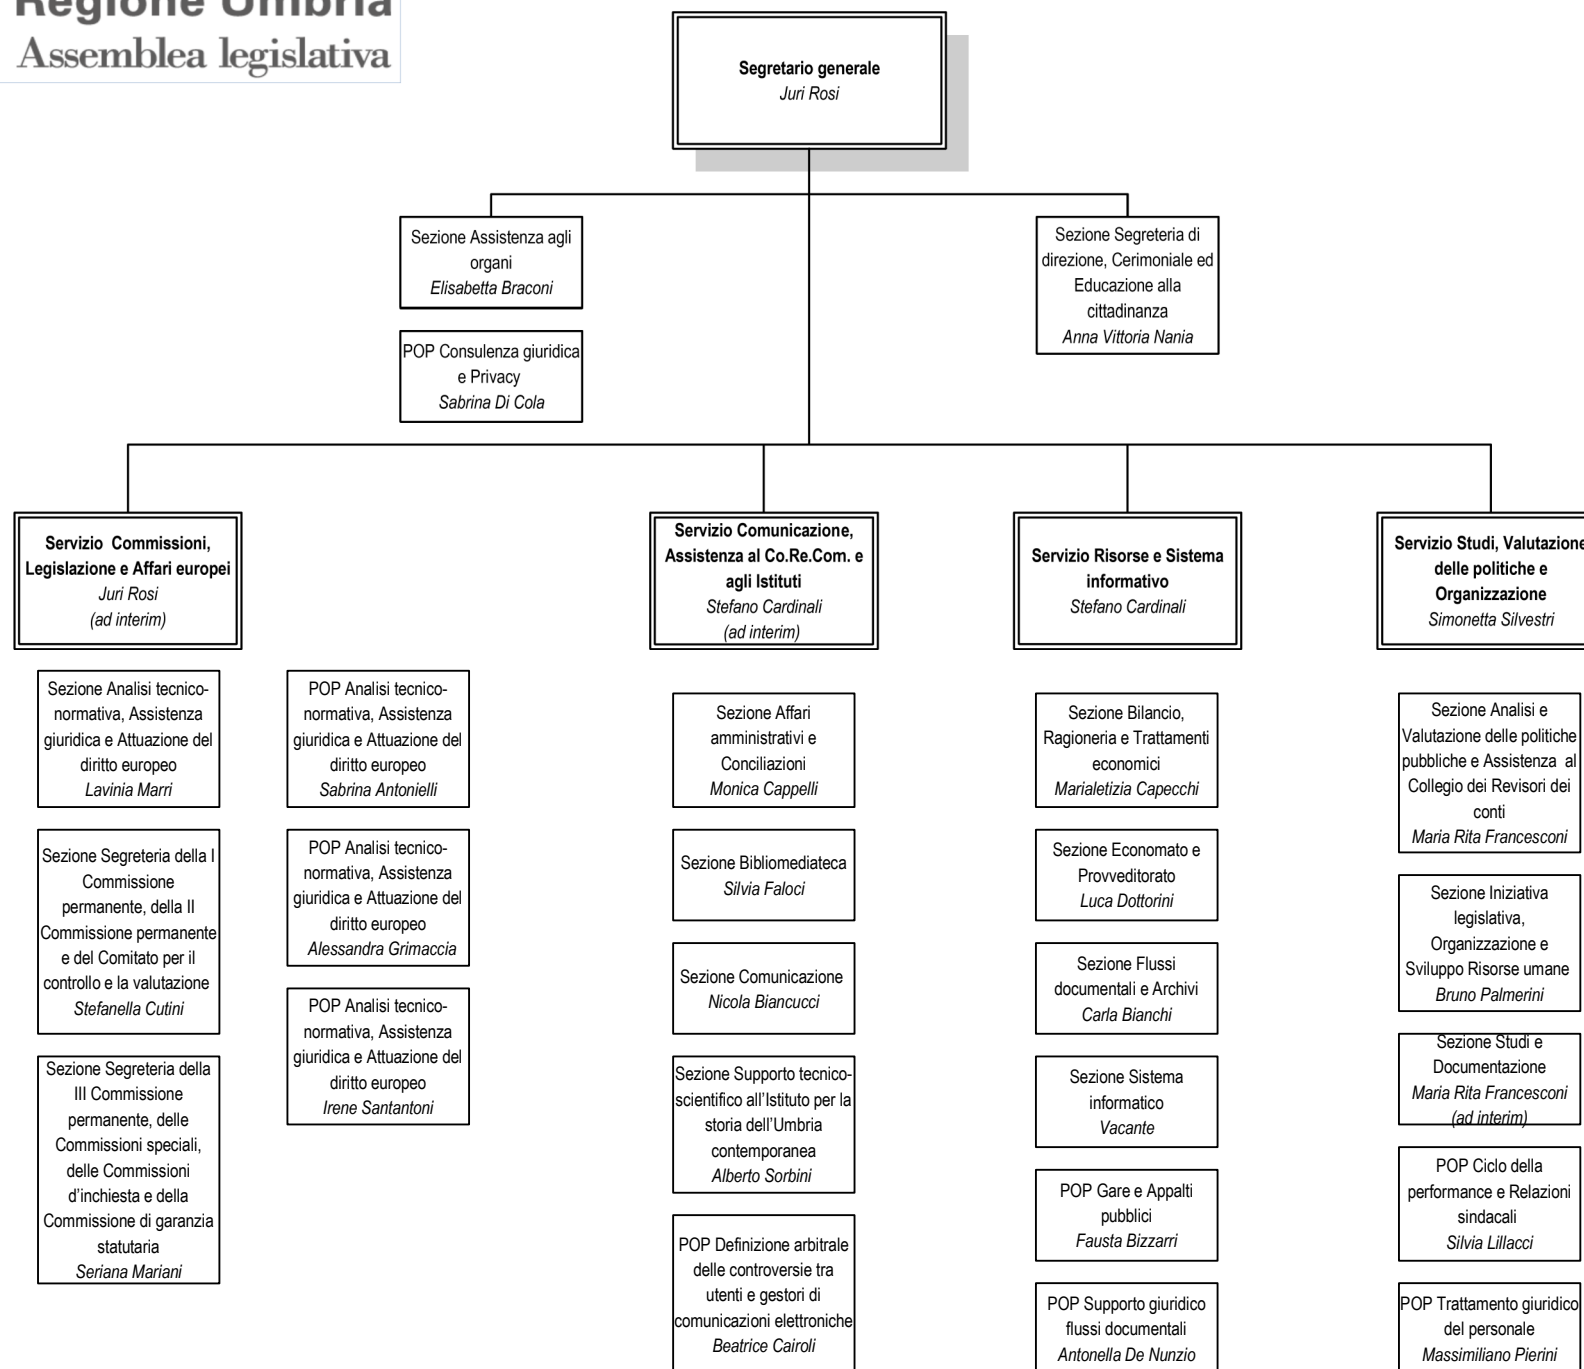 Regione Umbria
Assemblea legislativa
Segretario generale
Juri Rosi
Sezione Assistenza agli
organi
Elisabetta Braconi
POP Consulenza giuridica
e Privacy
Sabrina Di Cola
Sezione Segreteria di
direzione, Cerimoniale ed
Educazione alla
cittadinanza
Anna Vittoria Nania
Servizio Commissioni,
Legislazione e Affari europei
Juri Rosi
(ad interim)
Sezione Analisi tecnico-
normativa, Assistenza
giuridica e Attuazione del
diritto europeo
Lavinia Marri
Sezione Segreteria della I
Commissione
permanente, della II
Commissione permanente
e del Comitato per il
controllo e la valutazione
Stefanella Cutini
Sezione Segreteria della
III Commissione
permanente, delle
Commissioni speciali,
delle Commissioni
d'inchiesta e della
Commissione di garanzia
statutaria
Seriana Mariani
POP Analisi tecnico-
normativa, Assistenza
giuridica e Attuazione del
diritto europeo
Sabrina Antonielli
POP Analisi tecnico-
normativa, Assistenza
giuridica e Attuazione del
diritto europeo
Alessandra Grimaccia
POP Analisi tecnico-
normativa, Assistenza
giuridica e Attuazione del
diritto europeo
Irene Santantoni
Servizio Comunicazione,
Assistenza al Co.Re.Com. e
agli Istituti
Stefano Cardinali
(ad interim)
Sezione Affari
amministrativi e
Conciliazioni
Monica Cappelli
Sezione Bibliomediateca
Silvia Faloci
Sezione Comunicazione
Nicola Biancucci
Sezione Supporto tecnico-
scientifico all’Istituto per la
storia dell’Umbria
contemporanea
Alberto Sorbini
POP Definizione arbitrale
delle controversie tra
utenti e gestori di
comunicazioni elettroniche
Beatrice Cairoli
Servizio Risorse e Sistema
informativo
Stefano Cardinali
Sezione Bilancio,
Ragioneria e Trattamenti
economici
Marialetizia Capecchi
Sezione Economato e
Provveditorato
Luca Dottorini
Sezione Flussi
documentali e Archivi
Carla Bianchi
Sezione Sistema
informatico
Vacante
POP Gare e Appalti
pubblici
Fausta Bizzarri
POP Supporto giuridico
flussi documentali
Antonella De Nunzio
Servizio Studi, Valutazione
delle politiche e
Organizzazione
Simonetta Silvestri
Sezione Analisi e
Valutazione delle politiche
pubbliche e Assistenza al
Collegio dei Revisori dei
conti
Maria Rita Francesconi
Sezione Iniziativa
legislativa,
Organizzazione e
Sviluppo Risorse umane
Bruno Palmerini
Sezione Studi e
Documentazione
Maria Rita Francesconi
(ad interim)
POP Ciclo della
performance e Relazioni
sindacali
Silvia Lillacci
POP Trattamento giuridico
del personale
Massimiliano Pierini